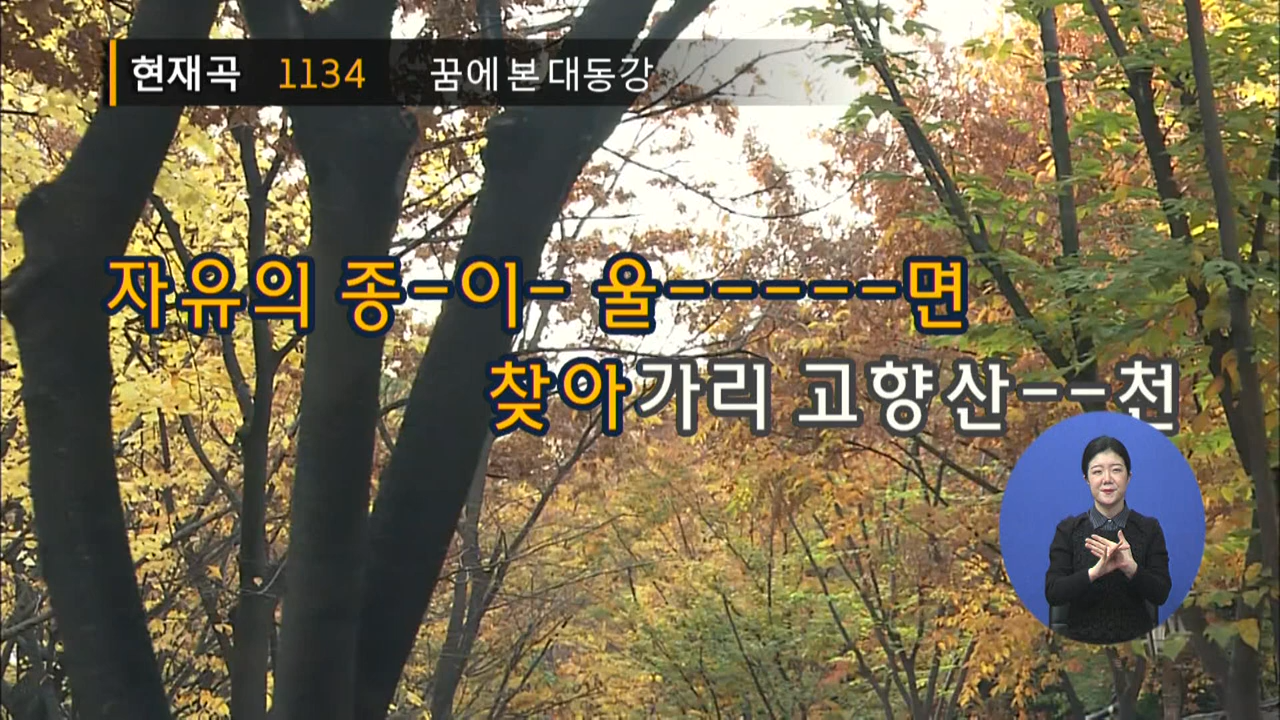 현재곡 1134 꿈에 본 대동강
자유의 종-이- 울-----면
찾아가리 고향산--천